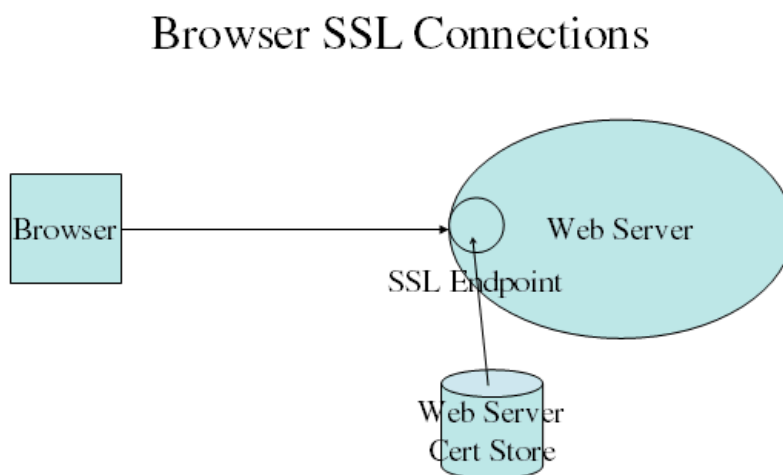 Browser SSL Connections
Browser
Web Server
SSL Endpoint
Web Server
Cert Store